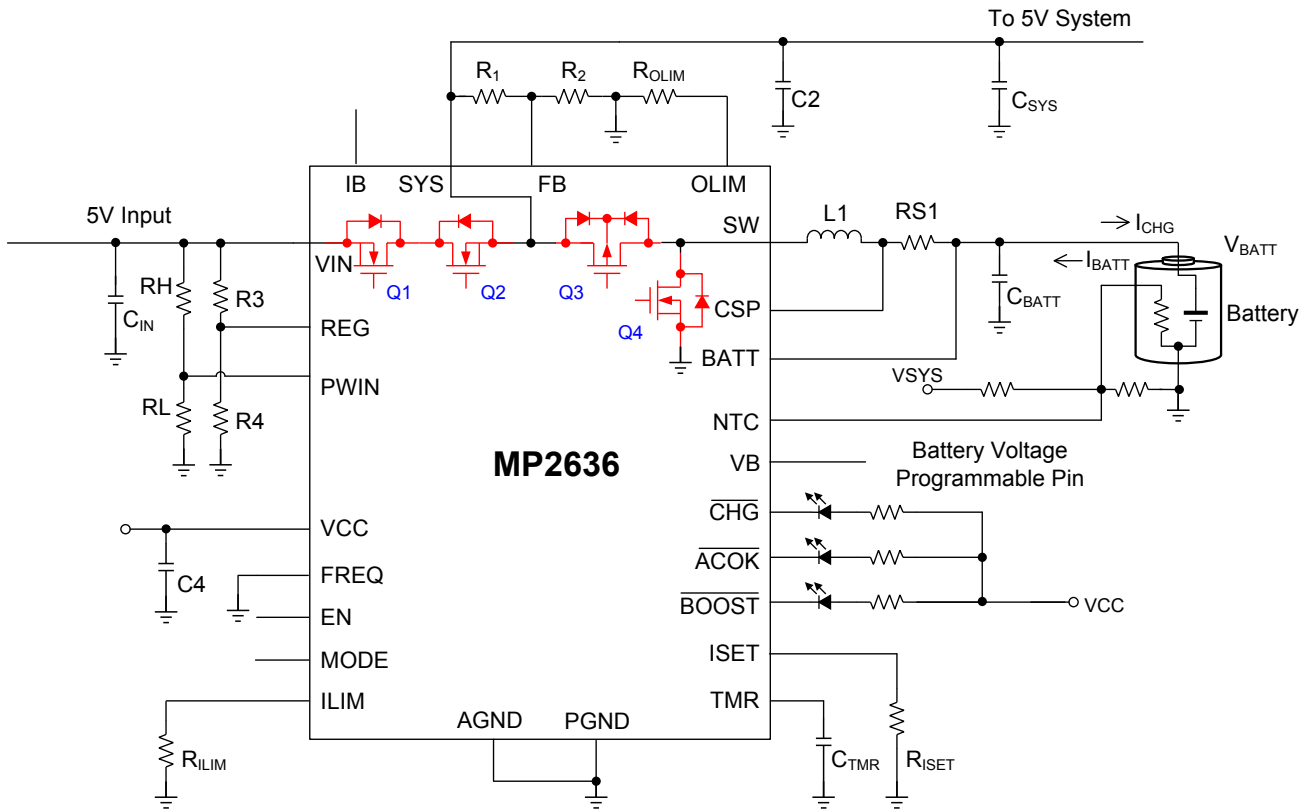 To 5V System
R1
R2
ROLIM
C2
CSYS
IB
SYS
FB
OLIM
5V Input
VIN
SW
L1
RS1
ICHG
IBATT
VBATT
Q1
Q2
Q3
Q4
CIN
RH
R3
REG
CSP
CBATT
Battery
PWIN
BATT
RL
R4
VSYS
NTC
MP2636
VB
Battery Voltage
Programmable Pin
CHG
VCC
ACOK
C4
FREQ
BOOST
VCC
EN
MODE
ISET
ILIM
TMR
AGND
PGND
RILIM
CTMR
RISET